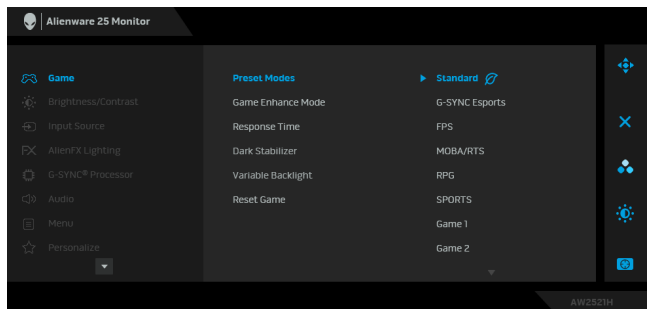 Alienware 25 Monitor
Game
Preset Modes
Standard
Brightness/Contrast
Game Enhance Mode
G-SYNC Esports
Input Source
Response Time
FPS
FX
AlienFX Lighting
Dark Stabilizer
MOBA/RTS
G-SYNC® Processor
Variable Backlight
RPG
Audio
Reset Game
SPORTS
Menu
Game 1
Personalize
Game 2
AW2521H